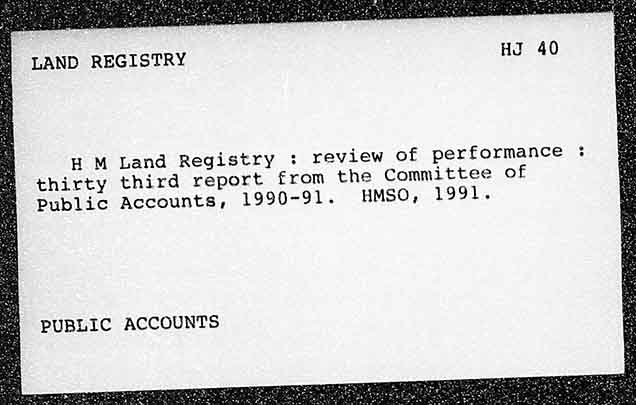 LAND REGISTRY HJ 40
H M Land Registry : review of performance :
thirty third report from the Committee of
Public Accounts, 1990-91. HMSO, 1991.
PUBLIC ACCOUNTS